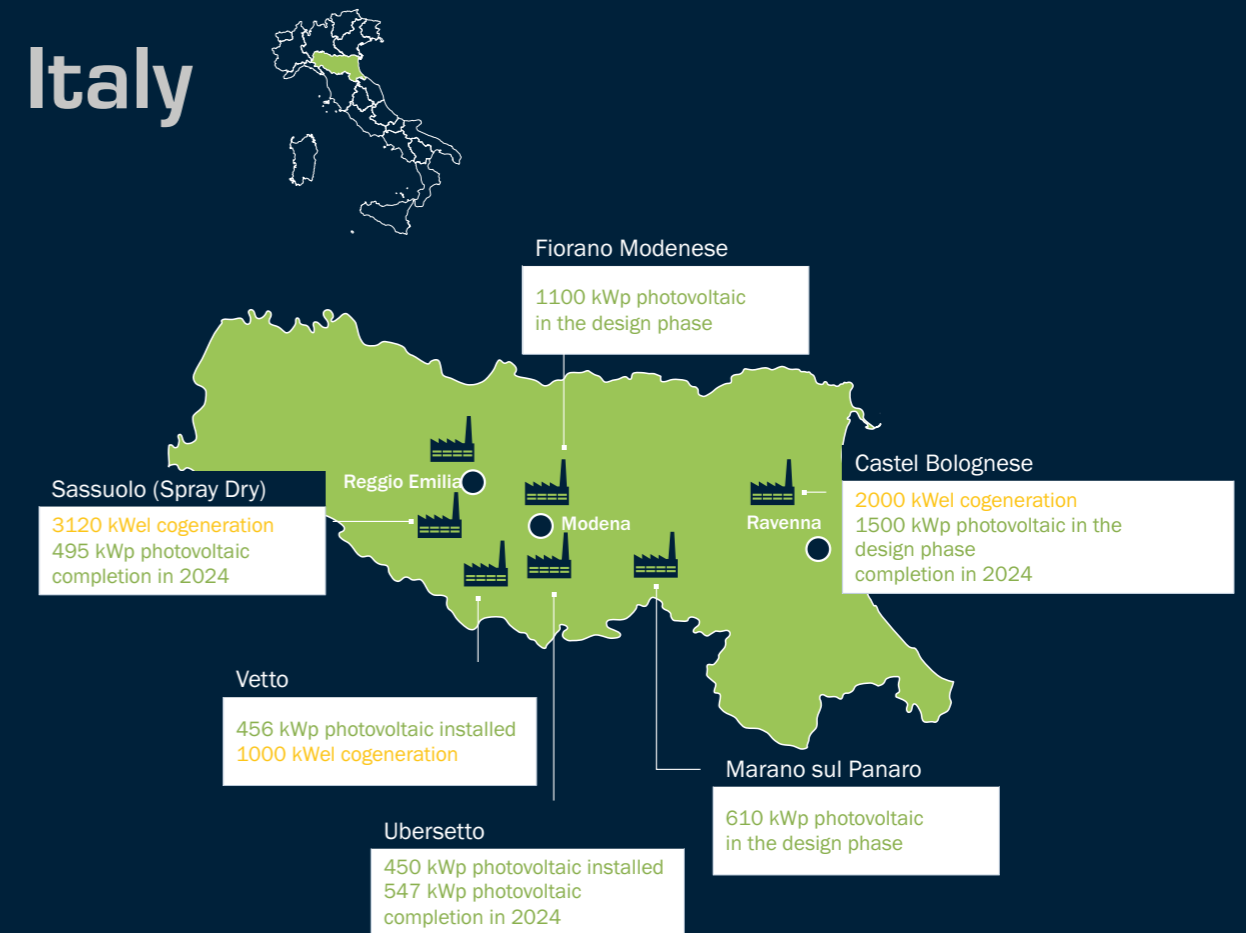 Italy
Fiorano Modenese
1100 kWp photovoltaic
in the design phase
Reggio Emilia
Modena
Ravenna
Sassuolo (Spray Dry)
3120 kWel cogeneration
495 kWp photovoltaic
completion in 2024
Castel Bolognese
2000 kWel cogeneration
1500 kWp photovoltaic in the
design phase
completion in 2024
Vetto
456 kWp photovoltaic installed
1000 kWel cogeneration
Marano sul Panaro
610 kWp photovoltaic
in the design phase
Ubersetto
450 kWp photovoltaic installed
547 kWp photovoltaic
completion in 2024